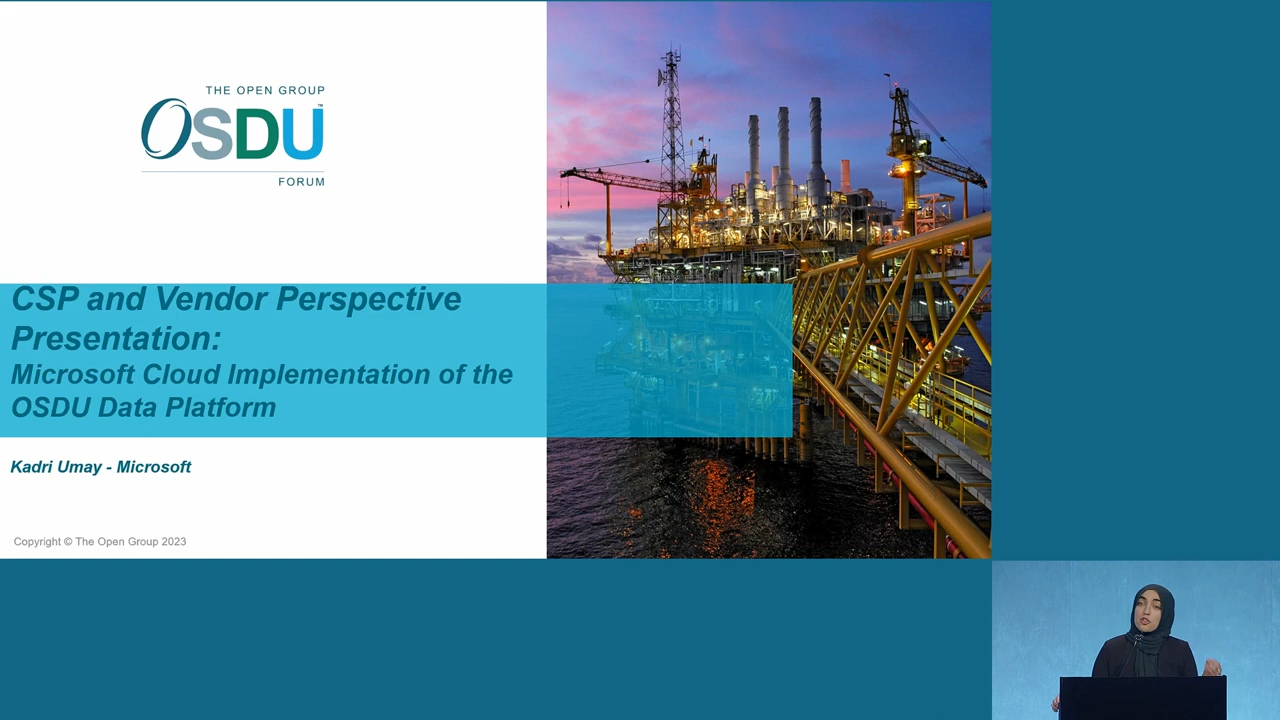 THE OPEN GROUP
OSDU™
FORUM
CSP and Vendor Perspective
Presentation:
Microsoft Cloud Implementation of the
OSDU Data Platform
Kadri Umay - Microsoft
Copyright © The Open Group 2023